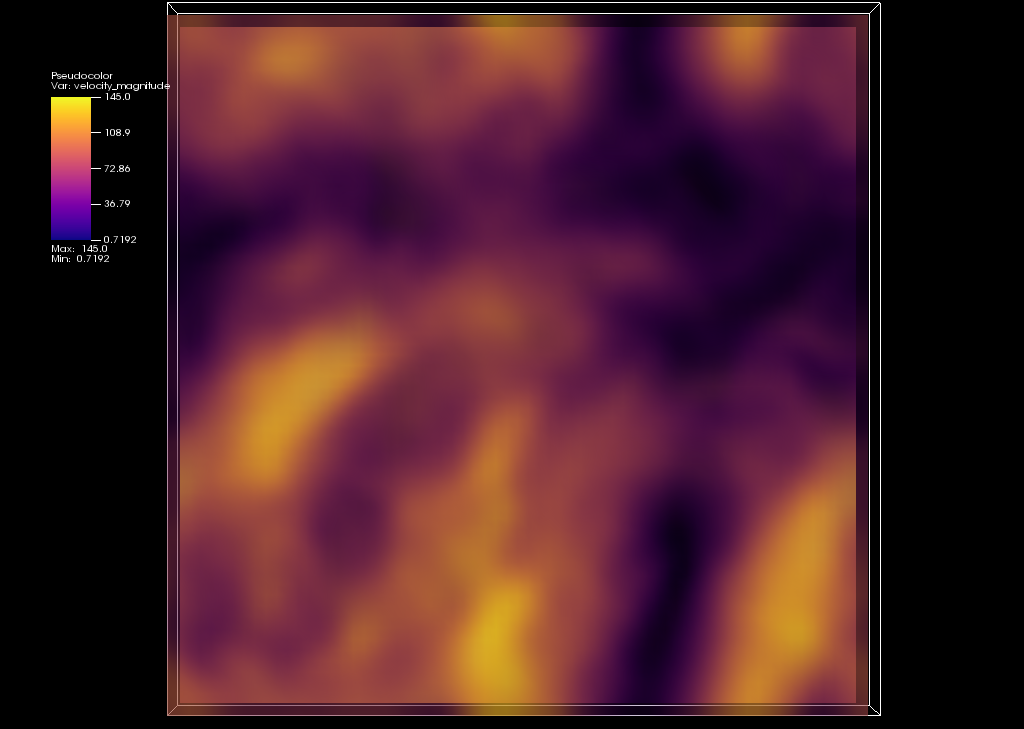 Pseudocolor
Var: velocity_magnitude
145.0
108.9
72.86
36.79
0.7192
Max: 145.0
Min: 0.7192